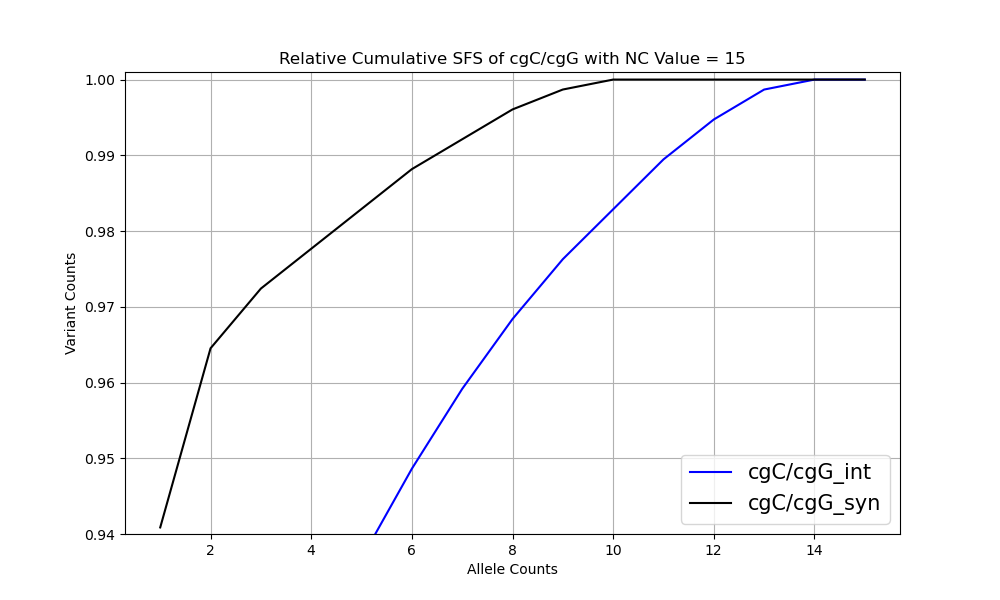 Relative Cumulative SFS of cgC/cgG with NC Value = 15
Variant Counts
1.00
0.99
0.98
0.97
0.96
0.95
0.94
2 4 6 8 10 12 14
Allele Counts
cgC/cgG_int
cgC/cgG_syn